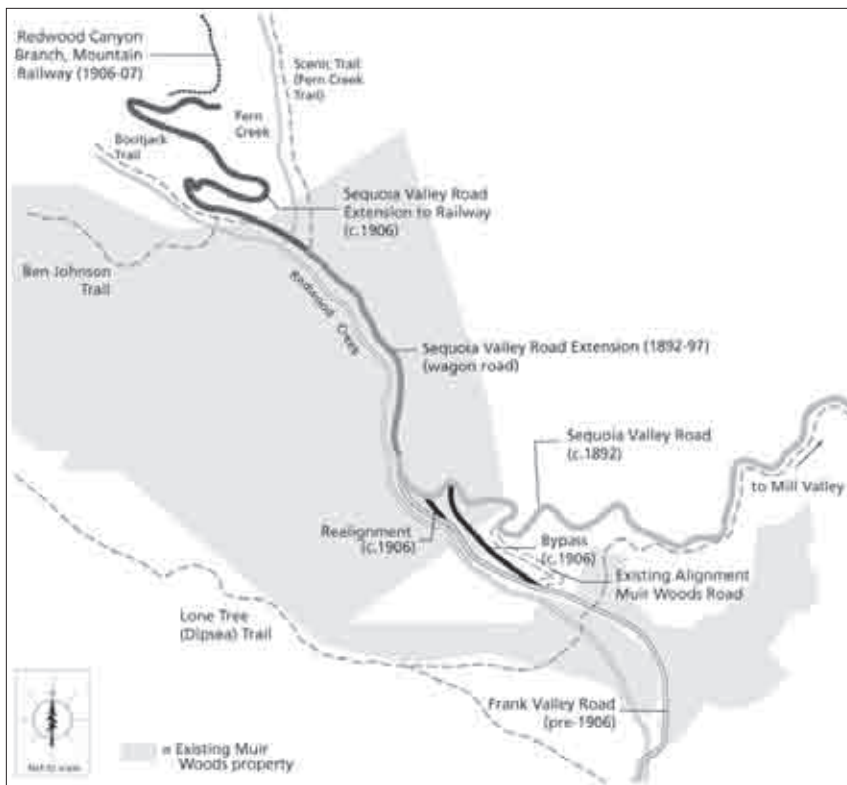 Redwood Canyon
Branch, Mountain
Railway (1906-07)
Scenic Trail
(Fern Creek
Trail)
Fern
Creek
Bootjack
Trail
Sequoia Valley Road
Extension to Railway
(c.1906)
Ben Johnson
Trail
Redwood Creek
Sequoia Valley Road Extension (1892-97)
(wagon road)
Sequoia Valley Road
(c.1892)
to Mill Valley
Realignment
(c.1906)
Bypass
(c.1906)
Existing Alignment
Muir Woods Road
Lone Tree
(Dipsea) Trail
Frank Valley Road
(pre-1906)
Not to scale
= Existing Muir
Woods property